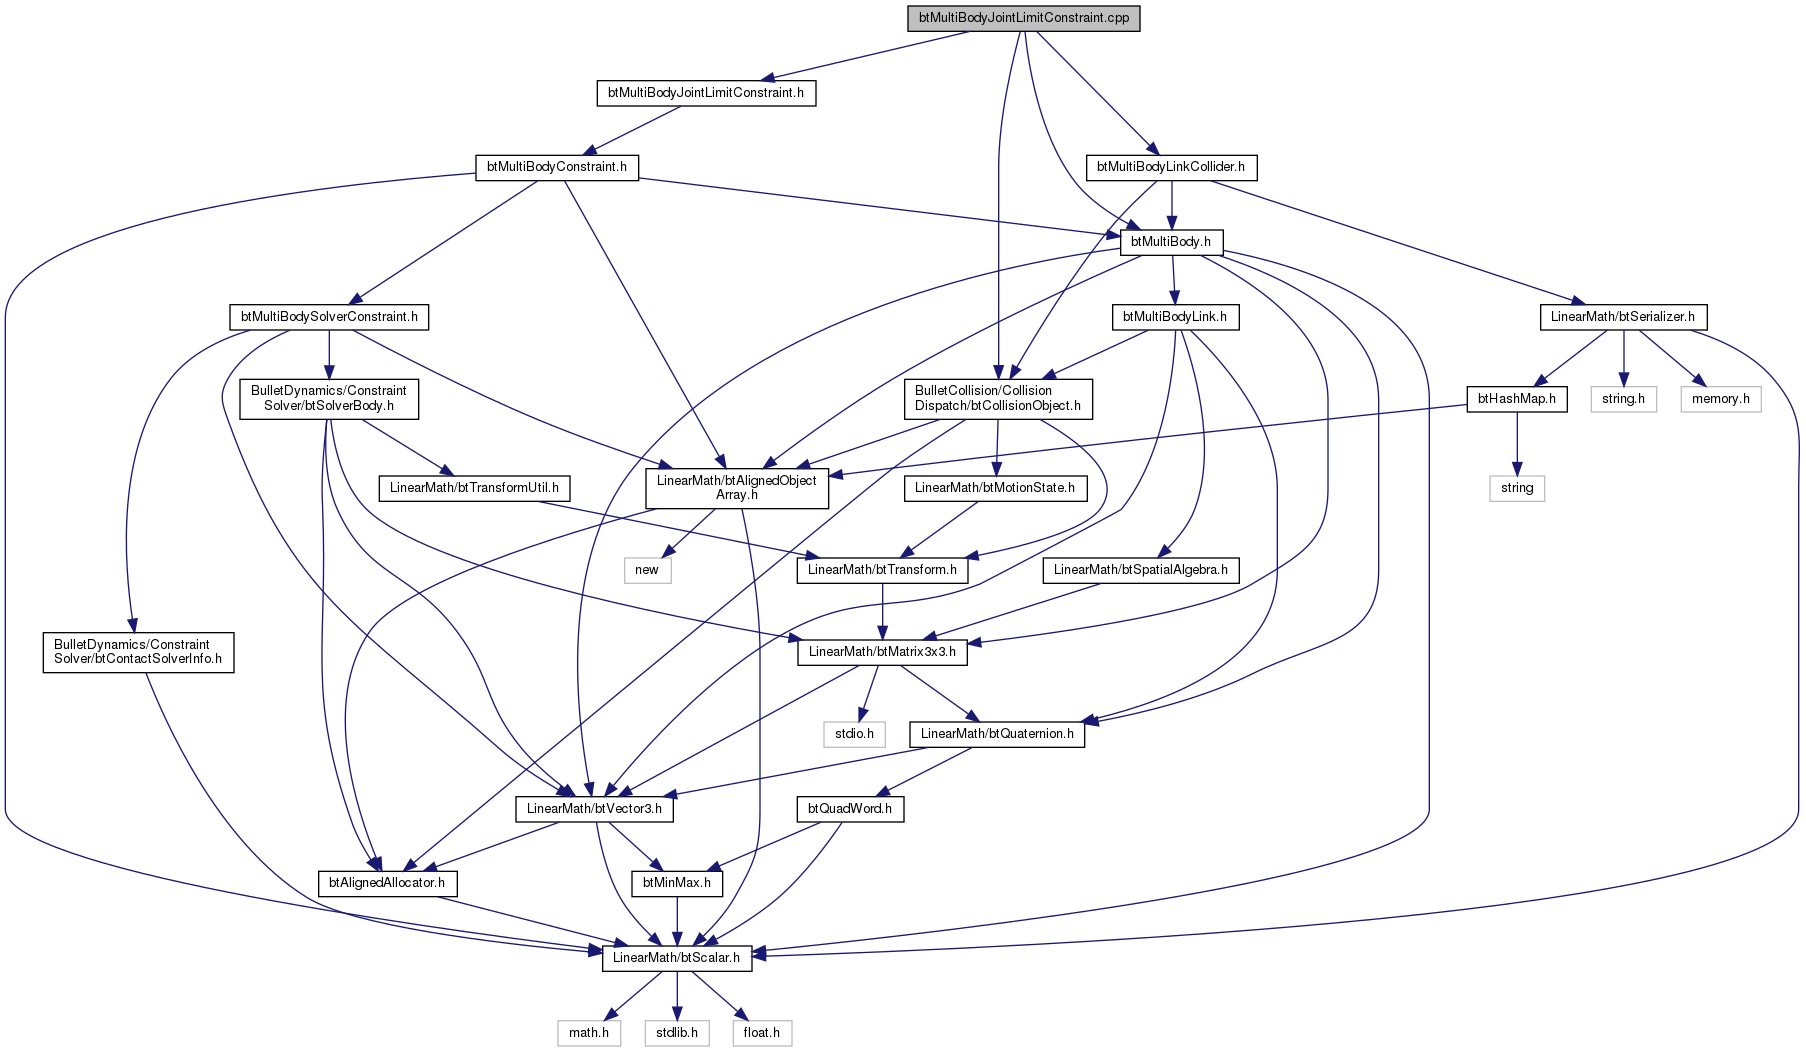 btMultiBodyJointLimitConstraint.cpp
btMultiBodyJointLimitConstraint.h
btMultiBodyConstraint.h
btMultiBodyLinkCollider.h
btMultiBody.h
btMultiBodySolverConstraint.h
btMultiBodyLink.h
LinearMath/btSerializer.h
BulletDynamics/Constraint
Solver/btSolverBody.h
BulletCollision/Collision
Dispatch/btCollisionObject.h
btHashMap.h
string.h
memory.h
LinearMath/btTransformUtil.h
LinearMath/btAlignedObject
Array.h
LinearMath/btMotionState.h
string
new
LinearMath/btTransform.h
LinearMath/btSpatialAlgebra.h
BulletDynamics/Constraint
Solver/btContactSolverInfo.h
LinearMath/btMatrix3x3.h
stdio.h
LinearMath/btQuaternion.h
LinearMath/btVector3.h
btQuadWord.h
btAlignedAllocator.h
btMinMax.h
LinearMath/btScalar.h
math.h
stdlib.h
float.h